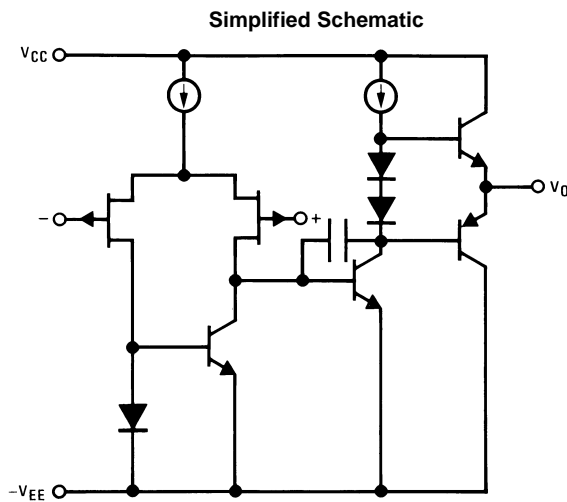 Simplified Schematic
VCC
−
+
VO
−VEE